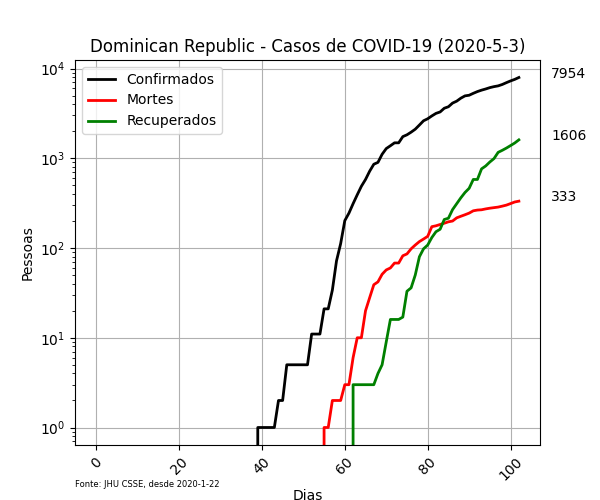 Dominican Republic - Casos de COVID-19 (2020-5-3)
Confirmados
Mortes
Recuperados
7954
1606
333
Pessoas
10^4
10^3
10^2
10^1
10^0
0 20 40 60 80 100
Fonte: JHU CSSE, desde 2020-1-22
Dias